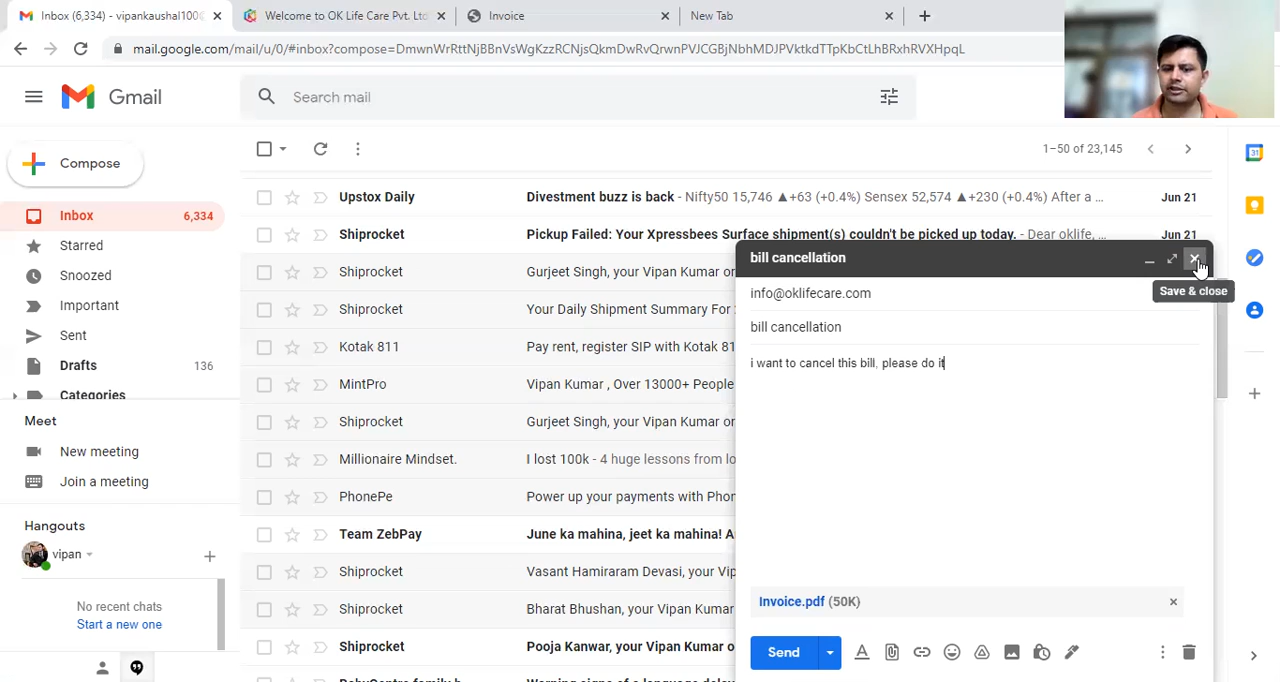 Inbox (6,334) - vipankaushal100
Welcome to OK Life Care Pvt. Ltd
Invoice
New Tab
mail.google.com/mail/u/0/#inbox?compose=DmwnWrRttNjBBnVsWgKzzRCNjsQkmDwRvQrwnPVJCGBjNbhMDJPVktkdTTpKbCtLhBRxhRVXHpqL
Gmail
Search mail
Compose
1–50 of 23,145
31
Inbox 6,334
Starred
Snoozed
Important
Sent
Drafts 136
Categories
Meet
New meeting
Join a meeting
Hangouts
vipan
No recent chats
Start a new one
Upstox Daily Divestment buzz is back - Nifty50 15,746 ▲+63 (+0.4%) Sensex 52,574 ▲+230 (+0.4%) After a ... Jun 21
Shiprocket Pickup Failed: Your Xpressbees Surface shipment(s) couldn't be picked up today. - Dear oklife, ... Jun 21
Shiprocket Gurjeet Singh, your Vipan Kumar or
Shiprocket Your Daily Shipment Summary For
Kotak 811 Pay rent, register SIP with Kotak 8
MintPro Vipan Kumar , Over 13000+ People
Shiprocket Gurjeet Singh, your Vipan Kumar or
Millionaire Mindset. I lost 100k - 4 huge lessons from lo
PhonePe Power up your payments with Phon
Team ZebPay June ka mahina, jeet ka mahina! A
Shiprocket Vasant Hamiraram Devasi, your Vip
Shiprocket Bharat Bhushan, your Vipan Kumar
Shiprocket Pooja Kanwar, your Vipan Kumar o
bill cancellation
Save & close
info@oklifecare.com
bill cancellation
i want to cancel this bill, please do it
Invoice.pdf (50K)
Send